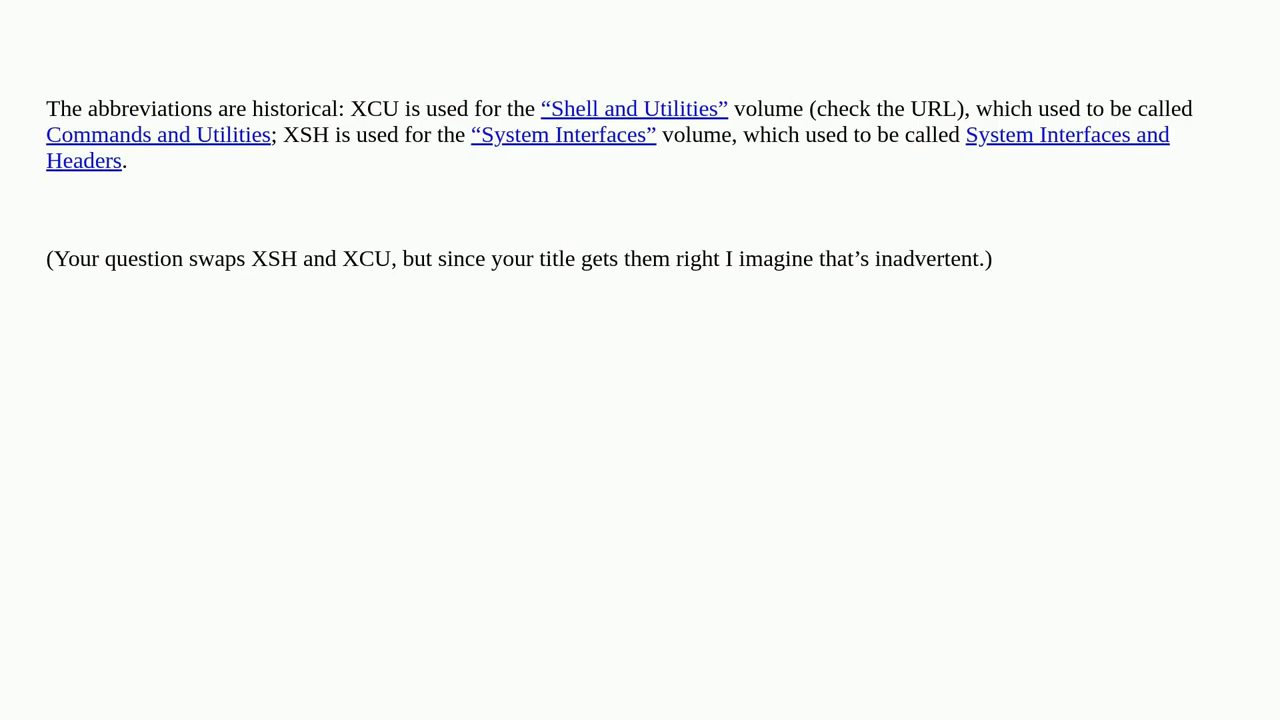 The abbreviations are historical: XCU is used for the “Shell and Utilities” volume (check the URL), which used to be called
Commands and Utilities; XSH is used for the “System Interfaces” volume, which used to be called System Interfaces and
Headers.
(Your question swaps XSH and XCU, but since your title gets them right I imagine that’s inadvertent.)